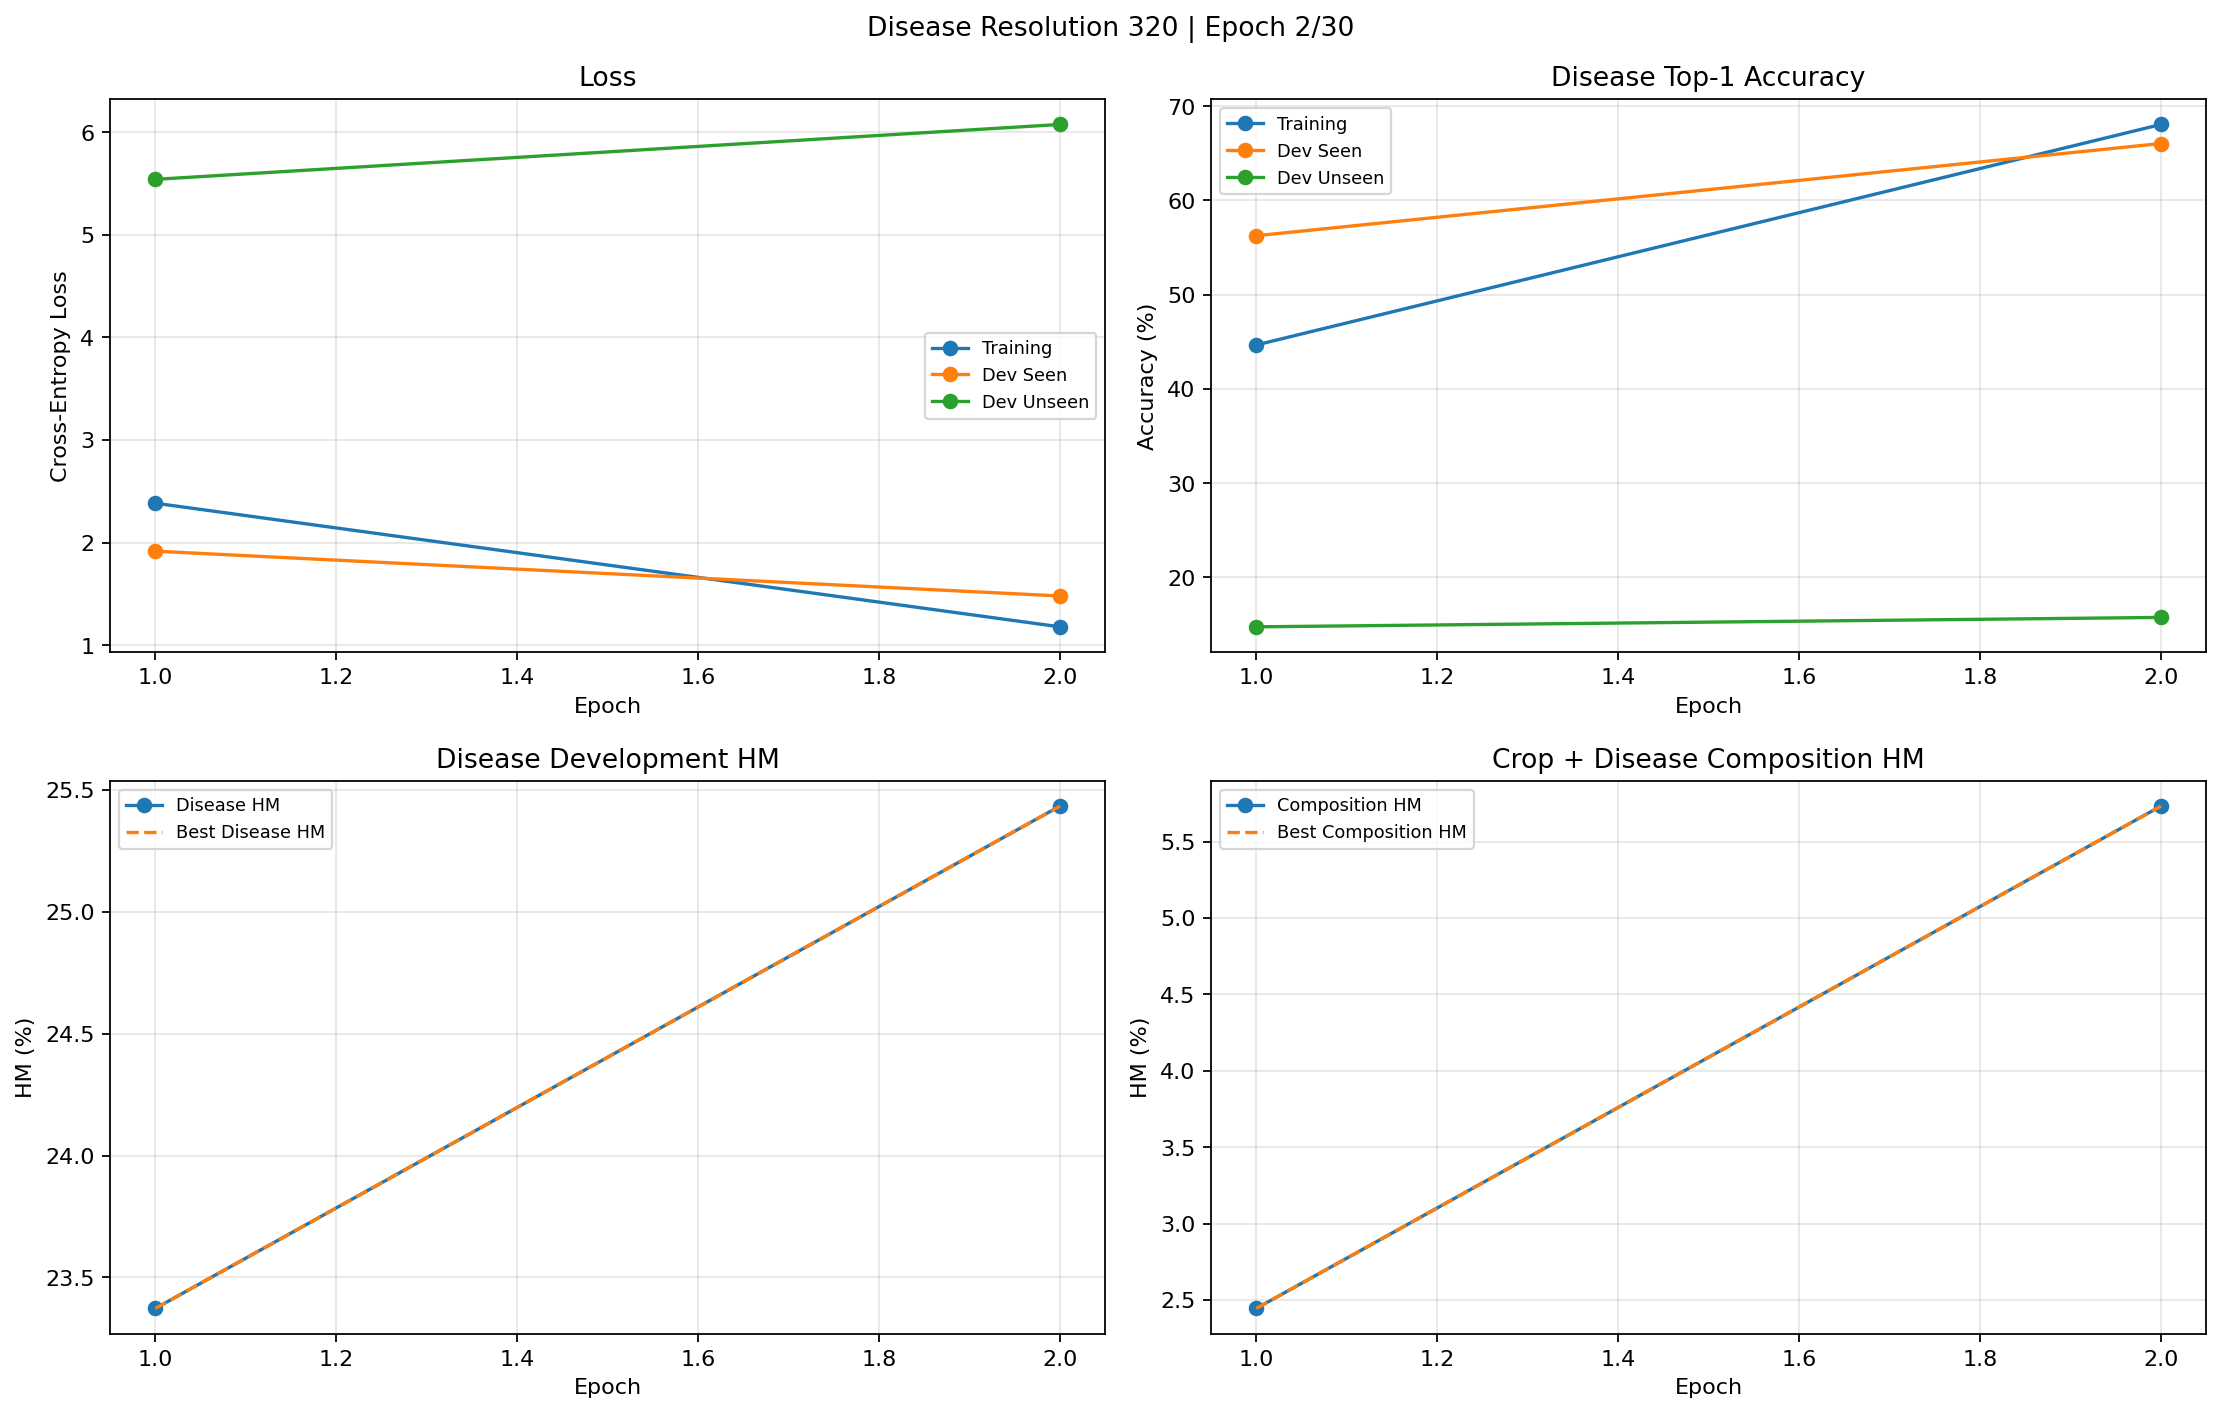 Disease Resolution 320 | Epoch 2/30
Loss
Cross-Entropy Loss
6
5
4
3
2
1
Training
Dev Seen
Dev Unseen
1.0 1.2 1.4 1.6 1.8 2.0
Epoch
Disease Top-1 Accuracy
Accuracy (%)
70
60
50
40
30
20
Training
Dev Seen
Dev Unseen
1.0 1.2 1.4 1.6 1.8 2.0
Epoch
Disease Development HM
HM (%)
25.5
25.0
24.5
24.0
23.5
Disease HM
Best Disease HM
1.0 1.2 1.4 1.6 1.8 2.0
Epoch
Crop + Disease Composition HM
HM (%)
5.5
5.0
4.5
4.0
3.5
3.0
2.5
Composition HM
Best Composition HM
1.0 1.2 1.4 1.6 1.8 2.0
Epoch